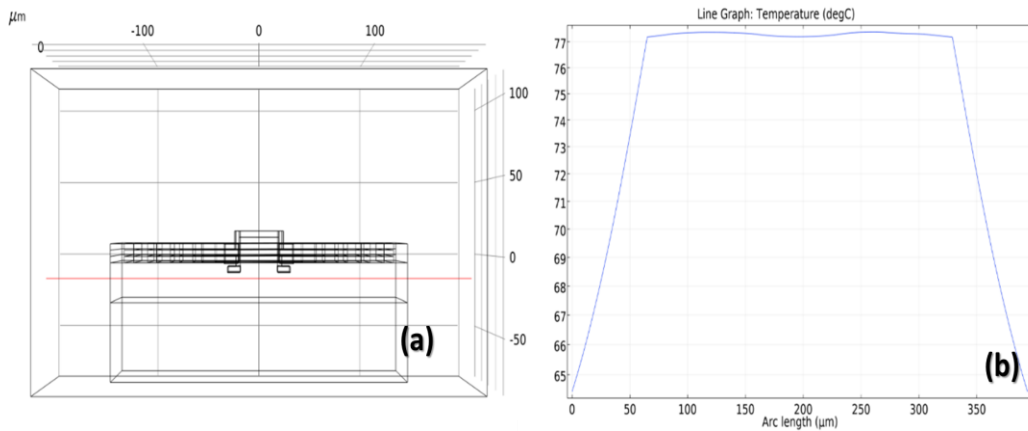 μm
-100 0 100
0
100
50
0
-50
(a)
Line Graph: Temperature (degC)
77
76
75
74
73
72
71
70
69
68
67
66
65
0 50 100 150 200 250 300 350
Arc length (μm)
(b)